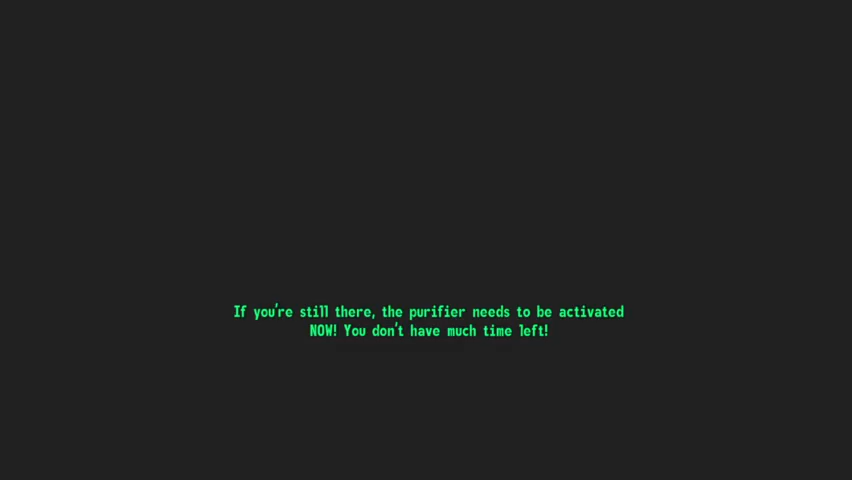 If you're still there, the purifier needs to be activated
NOW! You don't have much time left!